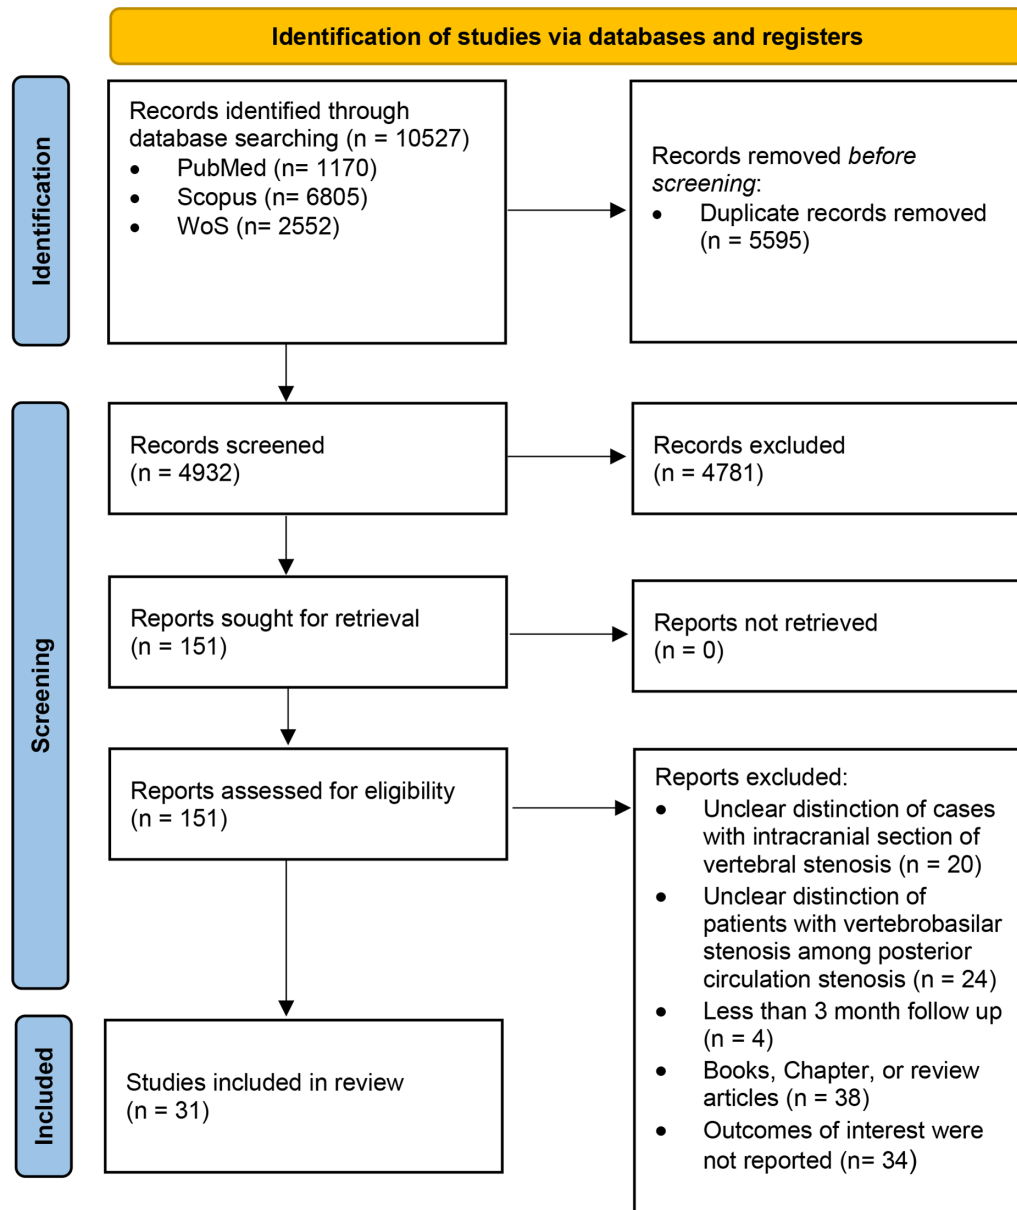 Identification of studies via databases and registers
Identification
Records identified through
database searching (n = 10527)
• PubMed (n= 1170)
• Scopus (n= 6805)
• WoS (n= 2552)
Records removed before
screening:
• Duplicate records removed
(n = 5595)
Screening
Records screened
(n = 4932)
Records excluded
(n = 4781)
Reports sought for retrieval
(n = 151)
Reports not retrieved
(n = 0)
Reports assessed for eligibility
(n = 151)
Reports excluded:
• Unclear distinction of cases
with intracranial section of
vertebral stenosis (n = 20)
• Unclear distinction of
patients with vertebrobasilar
stenosis among posterior
circulation stenosis (n = 24)
• Less than 3 month follow up
(n = 4)
• Books, Chapter, or review
articles (n = 38)
• Outcomes of interest were
not reported (n= 34)
Included
Studies included in review
(n = 31)